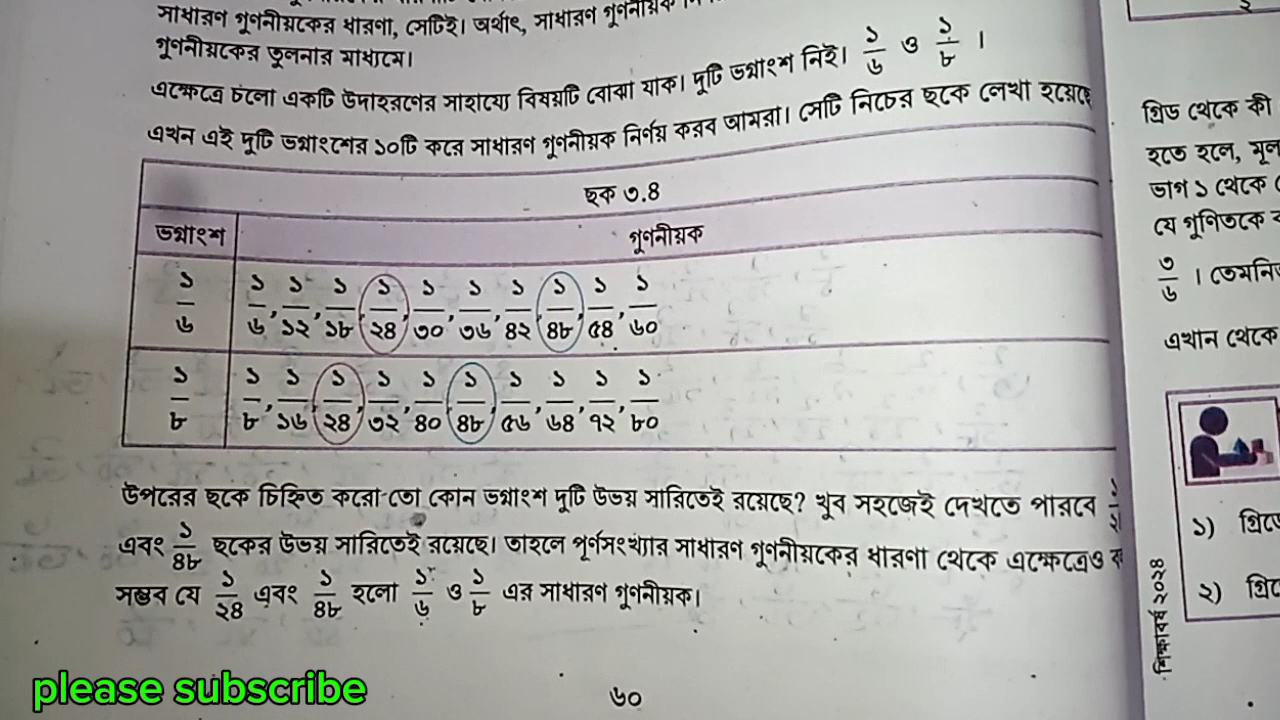 সাধারণ গুণনীয়কের ধারণা, সেটিই। অর্থাৎ, সাধারণ গুণনীয়ক
গুণনীয়কের তুলনার মাধ্যমে।
এক্ষেত্রে চলো একটি উদাহরণের সাহায্যে বিষয়টি বোঝা যাক। দুটি ভগ্নাংশ নিই। ১/৬ ও ১/৮ ।
এখন এই দুটি ভগ্নাংশের ১০টি করে সাধারণ গুণনীয়ক নির্ণয় করব আমরা। সেটি নিচের ছকে লেখা হয়েছে
ছক ৩.4
ভগ্নাংশ গুণনীয়ক
১/৬ ১/৬, ১/১২, ১/১৮, ১/২৪, ১/৩০, ১/৩৬, ১/৪২, ১/৪৮, ১/৫৪, ১/৬০
১/৮ ১/৮, ১/১৬, ১/২৪, ১/৩২, ১/৪০, ১/৪৮, ১/৫৬, ১/৬৪, ১/৭২, ১/৮০
উপরের ছকে চিহ্নিত করো তো কোন ভগ্নাংশ দুটি উভয় সারিতেই রয়েছে? খুব সহজেই দেখতে পারবে
এবং ১/৪৮ ছকের উভয় সারিতেই রয়েছে। তাহলে পূর্ণসংখ্যার সাধারণ গুণনীয়কের ধারণা থেকে এক্ষেত্রেও
সম্ভব যে ১/২৪ এবং ১/৪৮ হলো ১/৬ ও ১/৮ এর সাধারণ গুণনীয়ক।
৬০
গ্রিড থেকে কী
হতে হলে, মূল
ভাগ ১ থেকে
যে গুণিতকে
৩/৬ । তেমনি
এখান থেকে
১) গ্রিডে
২)
শিক্ষাবর্ষ ২০২৪
please subscribe